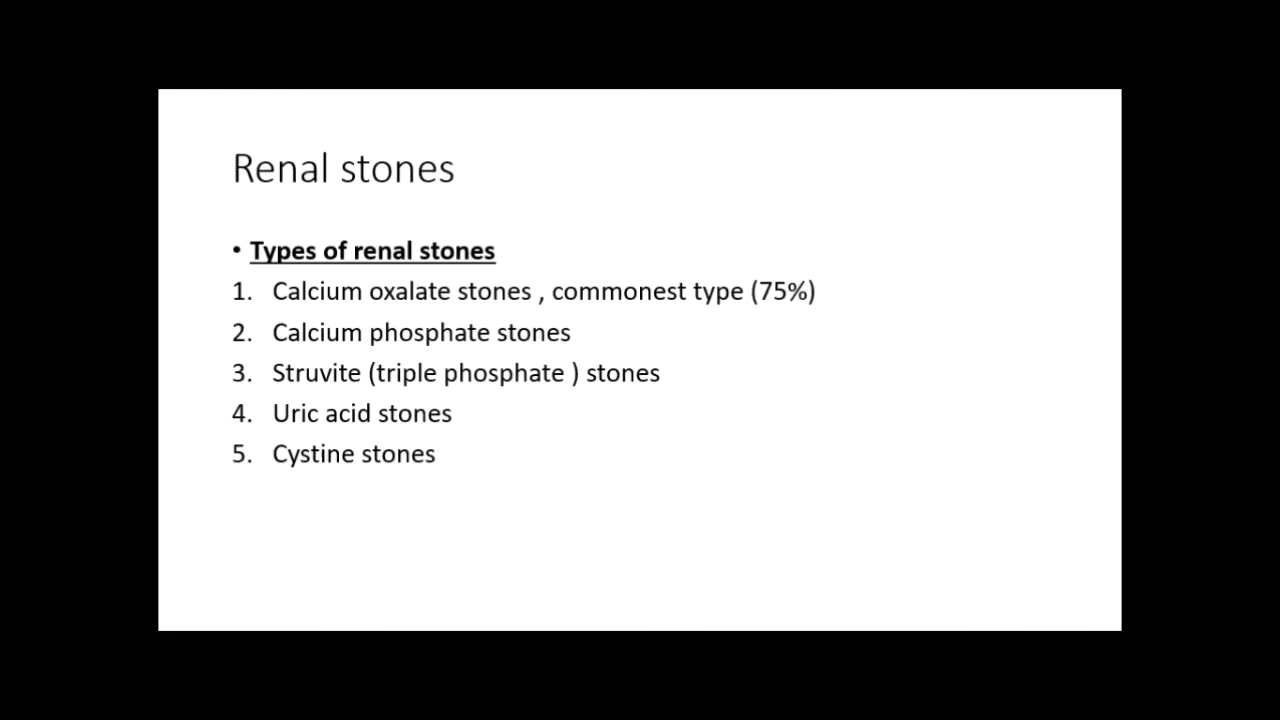 Renal stones
• Types of renal stones
1. Calcium oxalate stones , commonest type (75%)
2. Calcium phosphate stones
3. Struvite (triple phosphate ) stones
4. Uric acid stones
5. Cystine stones